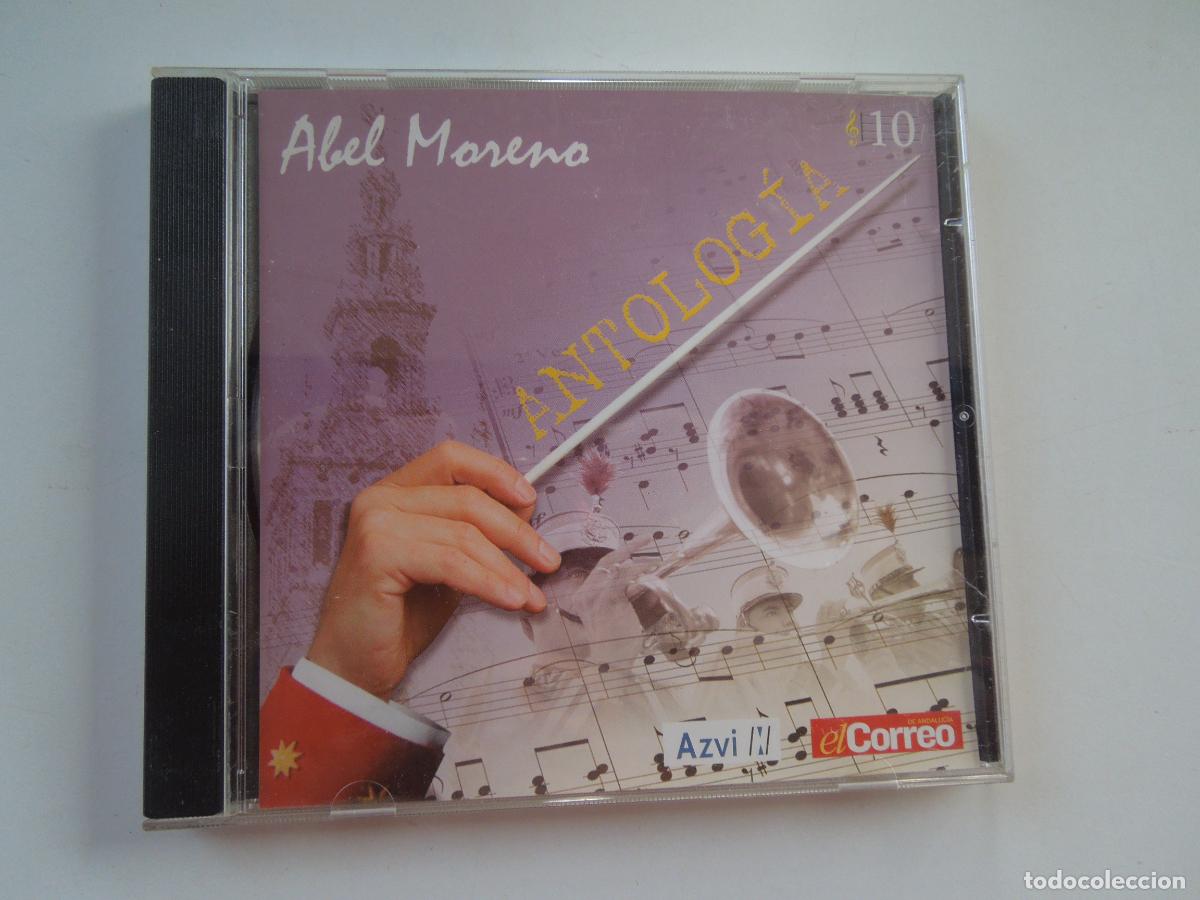 Abel Moreno
10
ANTOLOGÍA
Azvi
DE ANDALUCÍA
elCorreo
todocoleccion